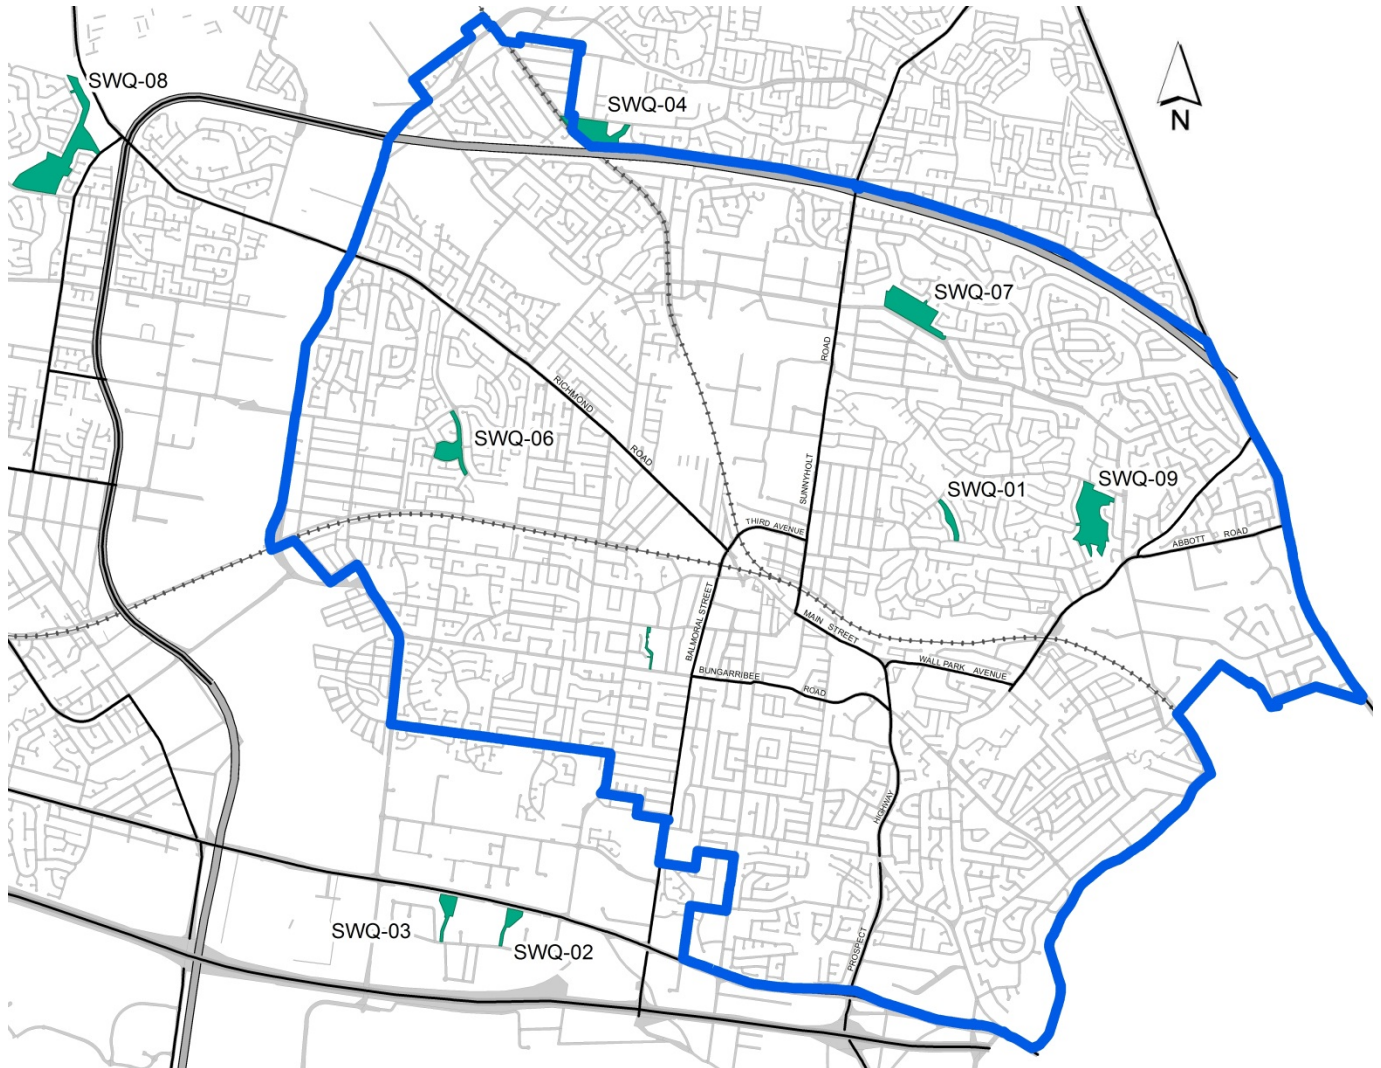 SWQ-08
SWQ-04
N
SWQ-07
ROAD
RICHMOND
SWQ-06
ROAD
SUNNYHOLT
SWQ-01
SWQ-09
THIRD AVENUE
ABBOTT ROAD
BALMORAL STREET
MAIN STREET
WALL PARK AVENUE
BUNGARRIBEE
ROAD
HIGHWAY
SWQ-03
SWQ-02
PROSPECT